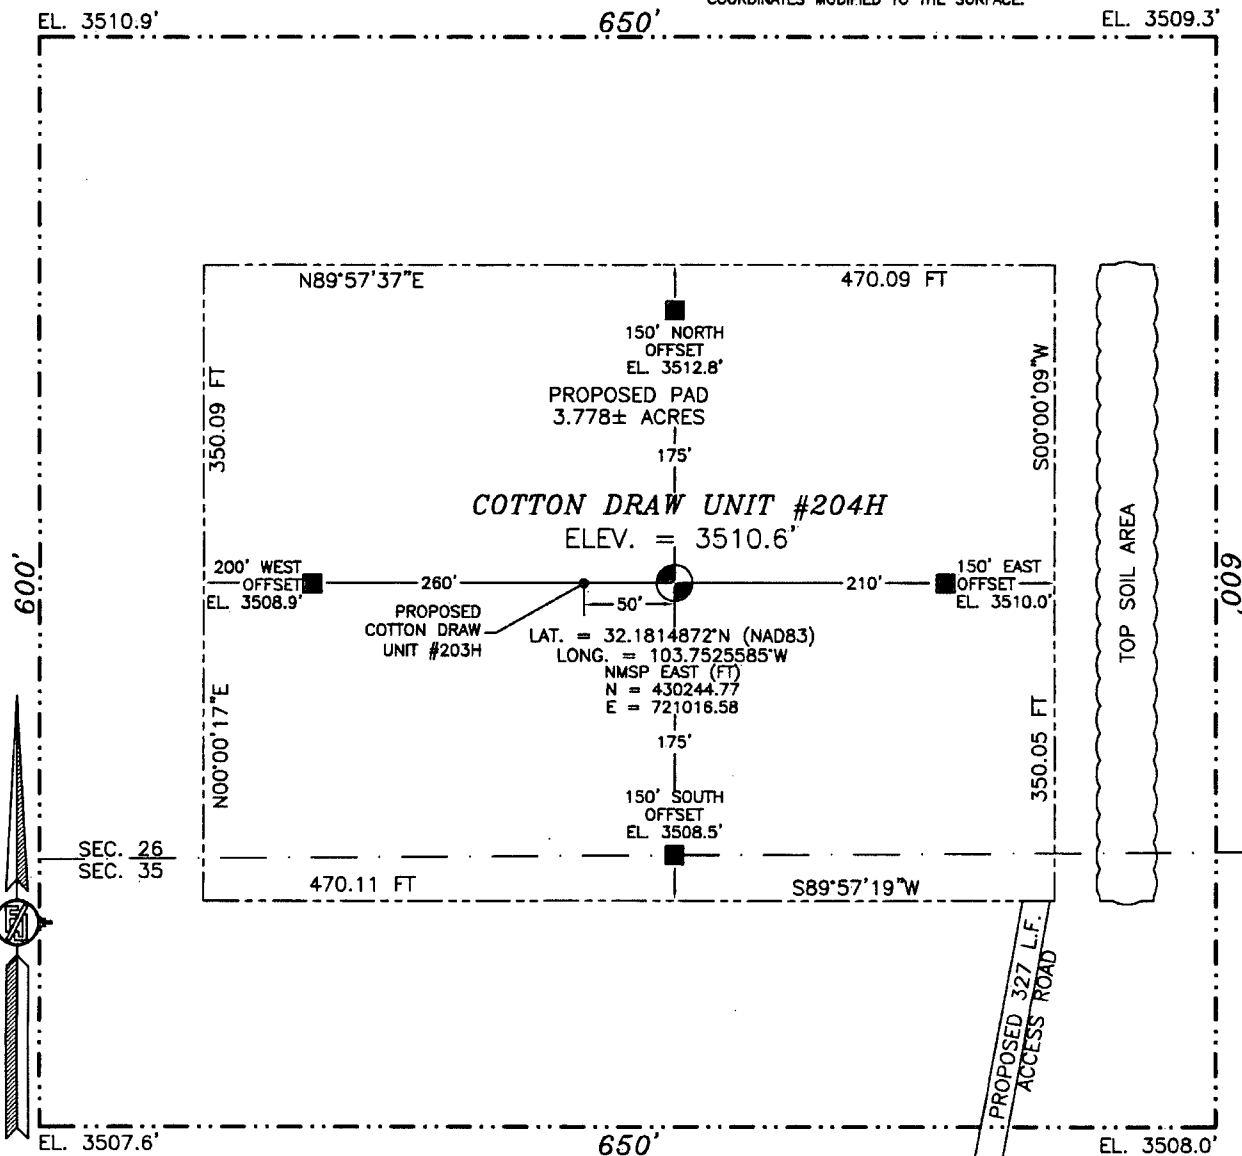 COORDINATES MODIFIED TO THE SURFACE.
EL. 3510.9'
650'
EL. 3509.3'
N89°57'37"E
470.09 FT
150' NORTH
OFFSET
EL. 3512.8'
350.09 FT
S00°00'09"W
PROPOSED PAD
3.778± ACRES
175'
COTTON DRAW UNIT #204H
ELEV. = 3510.6'
TOP SOIL AREA
600'
200' WEST
OFFSET
EL. 3508.9'
260'
210'
150' EAST
OFFSET
EL. 3510.0'
600'
50'
PROPOSED
COTTON DRAW
UNIT #203H
LAT. = 32.1814872°N (NAD83)
LONG. = 103.7525585°W
NMSP EAST (FT)
N = 430244.77
E = 721016.58
N00°00'17"E
350.05 FT
175'
150' SOUTH
OFFSET
EL. 3508.5'
SEC. 26
SEC. 35
470.11 FT
S89°57'19"W
PROPOSED 327 L.F.
ACCESS ROAD
EL. 3507.6'
650'
EL. 3508.0'